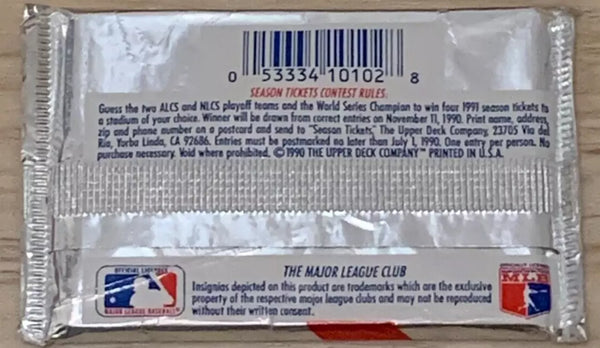 0 53334 10102 8
SEASON TICKETS CONTEST RULES:
Guess the two ALCS and NLCS playoff teams and the World Series Champion to win four 1991 season tickets to
a stadium of your choice. Winner will be drawn from correct entries on November 11, 1990. Print name, address,
zip and phone number on a postcard and send to "Season Tickets," The Upper Deck Company, 23705 Via del
Rio, Yorba Linda, CA 92686. Entries must be postmarked no later than July 1, 1990. One entry per person. No
purchase necessary. Void where prohibited. © 1990 THE UPPER DECK COMPANY™ PRINTED IN U.S.A.
OFFICIAL LICENSEE
MAJOR LEAGUE BASEBALL
THE MAJOR LEAGUE CLUB
Insignias depicted on this product are trademarks which are the exclusive
property of the respective major league clubs and may not be reproduced
without their written consent.
MLB